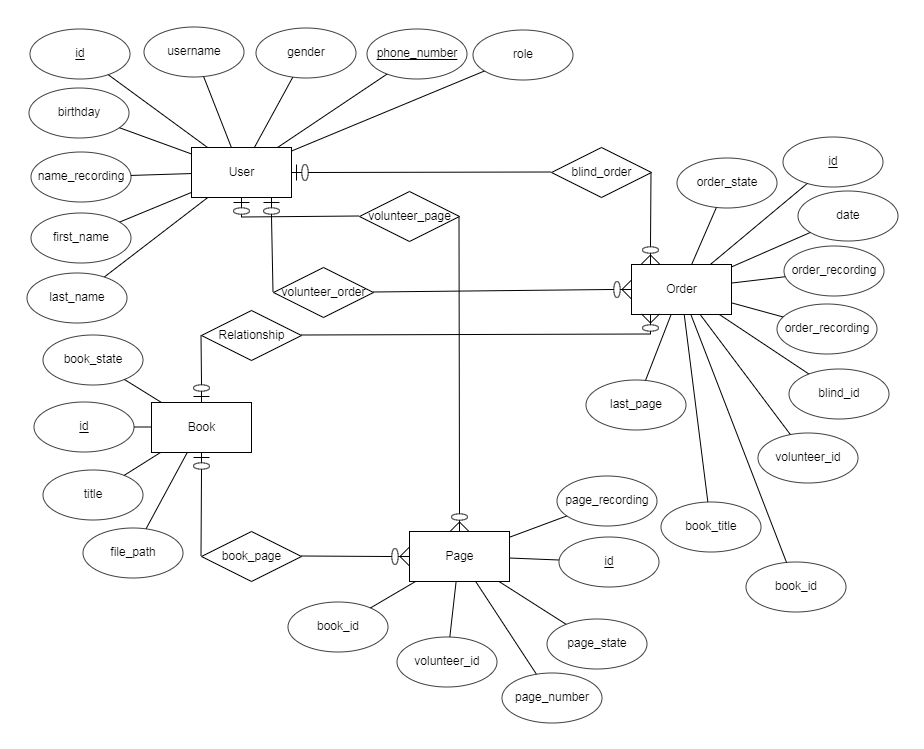 id
username
gender
phone_number
role
birthday
name_recording
first_name
last_name
User
blind_order
order_state
id
date
order_recording
order_recording
blind_id
volunteer_page
volunteer_order
Order
Relationship
book_state
id
title
file_path
Book
last_page
volunteer_id
book_title
book_id
page_recording
id
book_page
Page
book_id
volunteer_id
page_state
page_number